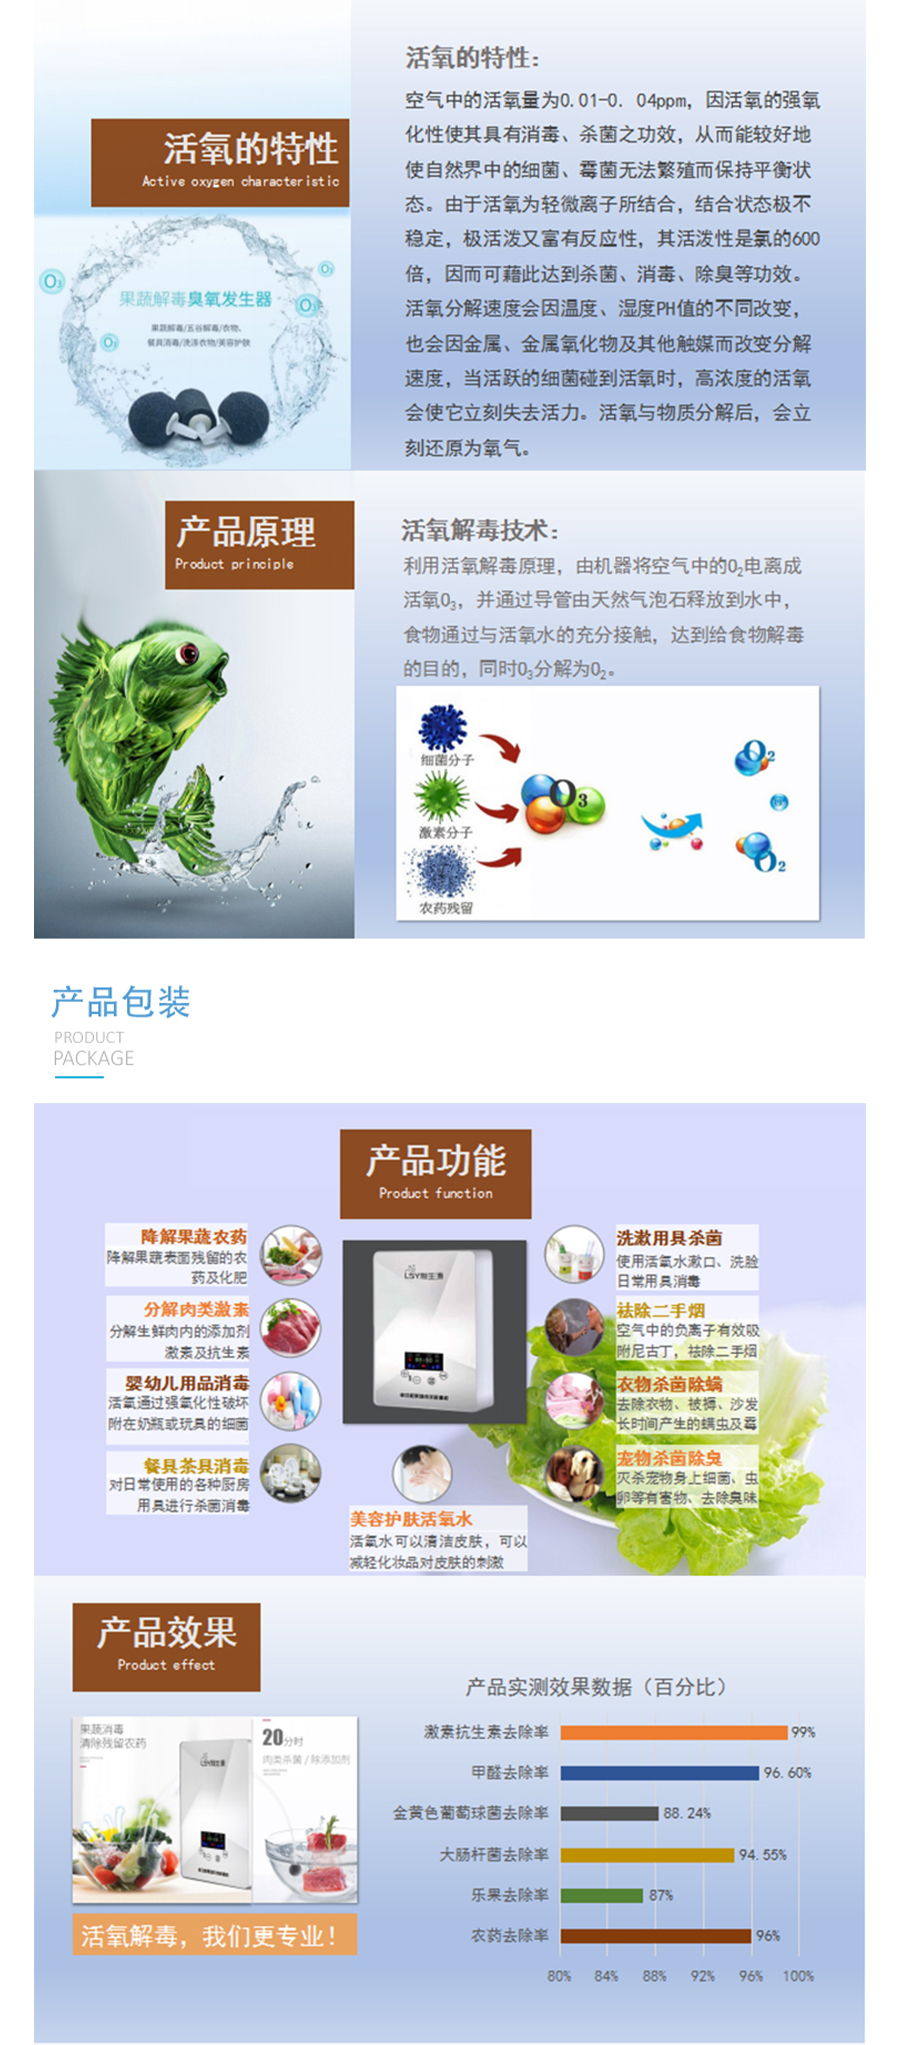 活氧的特性
Active oxygen characteristic
O3
O3
O3
O3
果蔬解毒臭氧发生器
果蔬解毒/五谷解毒/衣物、
餐具消毒/洗涤衣物/美容护肤
活氧的特性：
空气中的活氧量为0.01-0. 04ppm，因活氧的强氧
化性使其具有消毒、杀菌之功效，从而能较好地
使自然界中的细菌、霉菌无法繁殖而保持平衡状
态。由于活氧为轻微离子所结合，结合状态极不
稳定，极活泼又富有反应性，其活泼性是氯的600
倍，因而可藉此达到杀菌、消毒、除臭等功效。
活氧分解速度会因温度、湿度PH值的不同改变，
也会因金属、金属氧化物及其他触媒而改变分解
速度，当活跃的细菌碰到活氧时，高浓度的活氧
会使它立刻失去活力。活氧与物质分解后，会立
刻还原为氧气。
产品原理
Product principle
活氧解毒技术：
利用活氧解毒原理，由机器将空气中的O2电离成
活氧O3，并通过导管由天然气泡石释放到水中，
食物通过与活氧水的充分接触，达到给食物解毒
的目的，同时O3分解为O2。
细菌分子
激素分子
农药残留
O3
O2
O2
产品包装
PRODUCT
PACKAGE
产品功能
Product function
降解果蔬农药
降解果蔬表面残留的农
药及化肥
分解肉类激素
分解生鲜肉内的添加剂
激素及抗生素
婴幼儿用品消毒
活氧通过强氧化性破坏
附在奶瓶或玩具的细菌
餐具茶具消毒
对日常使用的各种厨房
用具进行杀菌消毒
LSY
美容护肤活氧水
活氧水可以清洁皮肤，可以
减轻化妆品对皮肤的刺激
洗漱用具杀菌
使用活氧水漱口、洗脸
日常用具消毒
祛除二手烟
空气中的负离子有效吸
附尼古丁，祛除二手烟
衣物杀菌除螨
去除衣物、被褥、沙发
长时间产生的螨虫及霉
宠物杀菌除臭
灭杀宠物身上细菌、虫
卵等有害物、去除臭味
产品效果
Product effect
果蔬消毒
清除残留农药
LSY
20分时
肉类杀菌 / 除添加剂
活氧解毒，我们更专业！
产品实测效果数据（百分比）
激素抗生素去除率 99%
甲醛去除率 96. 60%
金黄色葡萄球菌去除率 88. 24%
大肠杆菌去除率 94. 55%
乐果去除率 87%
农药去除率 96%
80% 84% 88% 92% 96% 100%